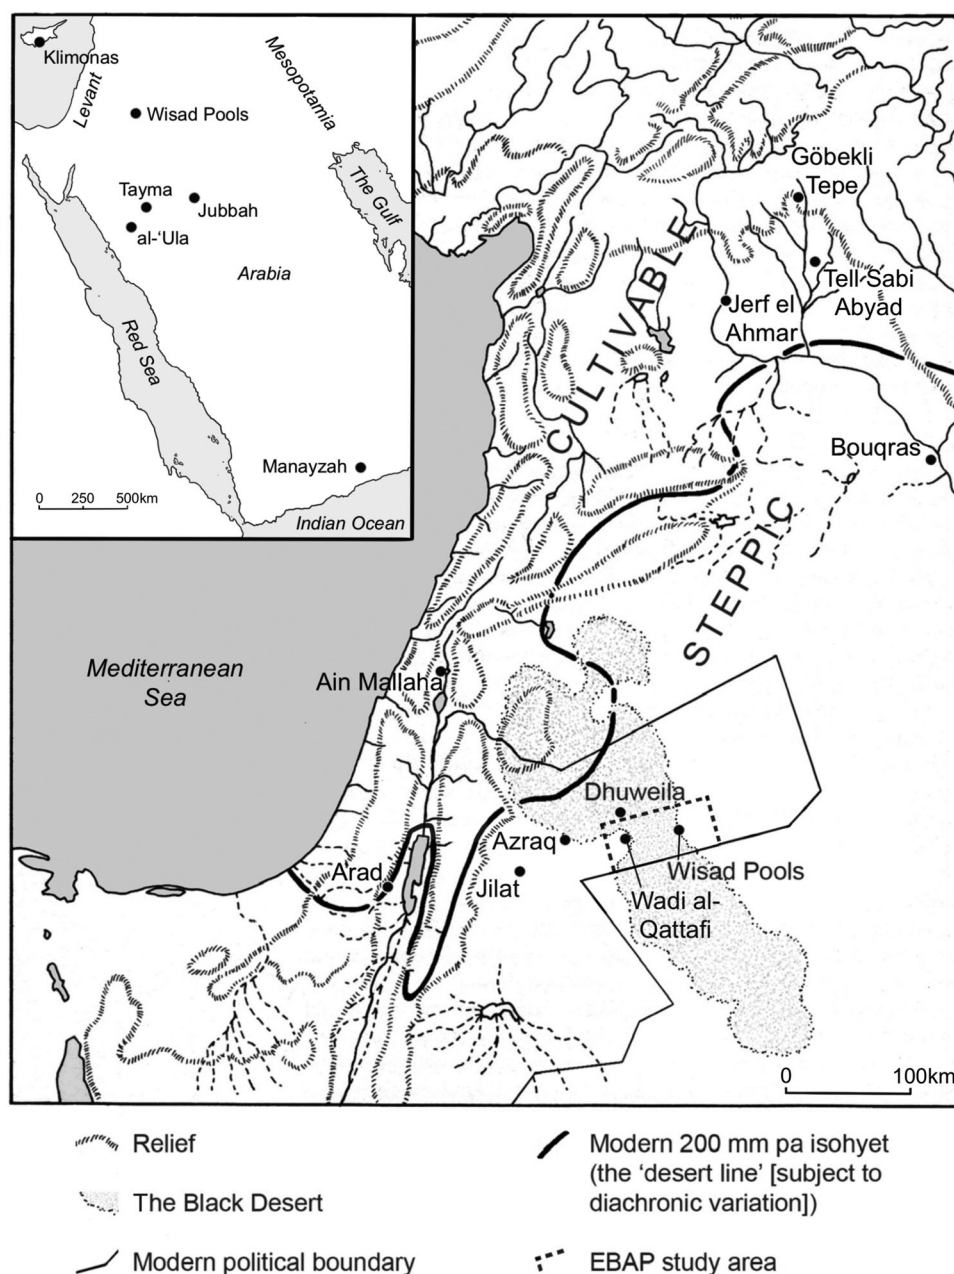 Klimonas
Levant
Mesopotamia
Wisad Pools
The Gulf
Tayma
Jubbah
al-‘Ula
Arabia
Red Sea
Manayzah
0 250 500km
Indian Ocean
Göbekli
Tepe
Tell Sabi
Abyad
Jerf el
Ahmar
CULTIVABLE
Bouqras
STEPPIC
Mediterranean
Sea
Ain Mallaha
Dhuweila
Azraq
Arad
Jilat
Wisad Pools
Wadi al-
Qattafi
0 100km
Relief
The Black Desert
Modern political boundary
Modern 200 mm pa isohyet
(the ‘desert line’ [subject to
diachronic variation])
EBAP study area